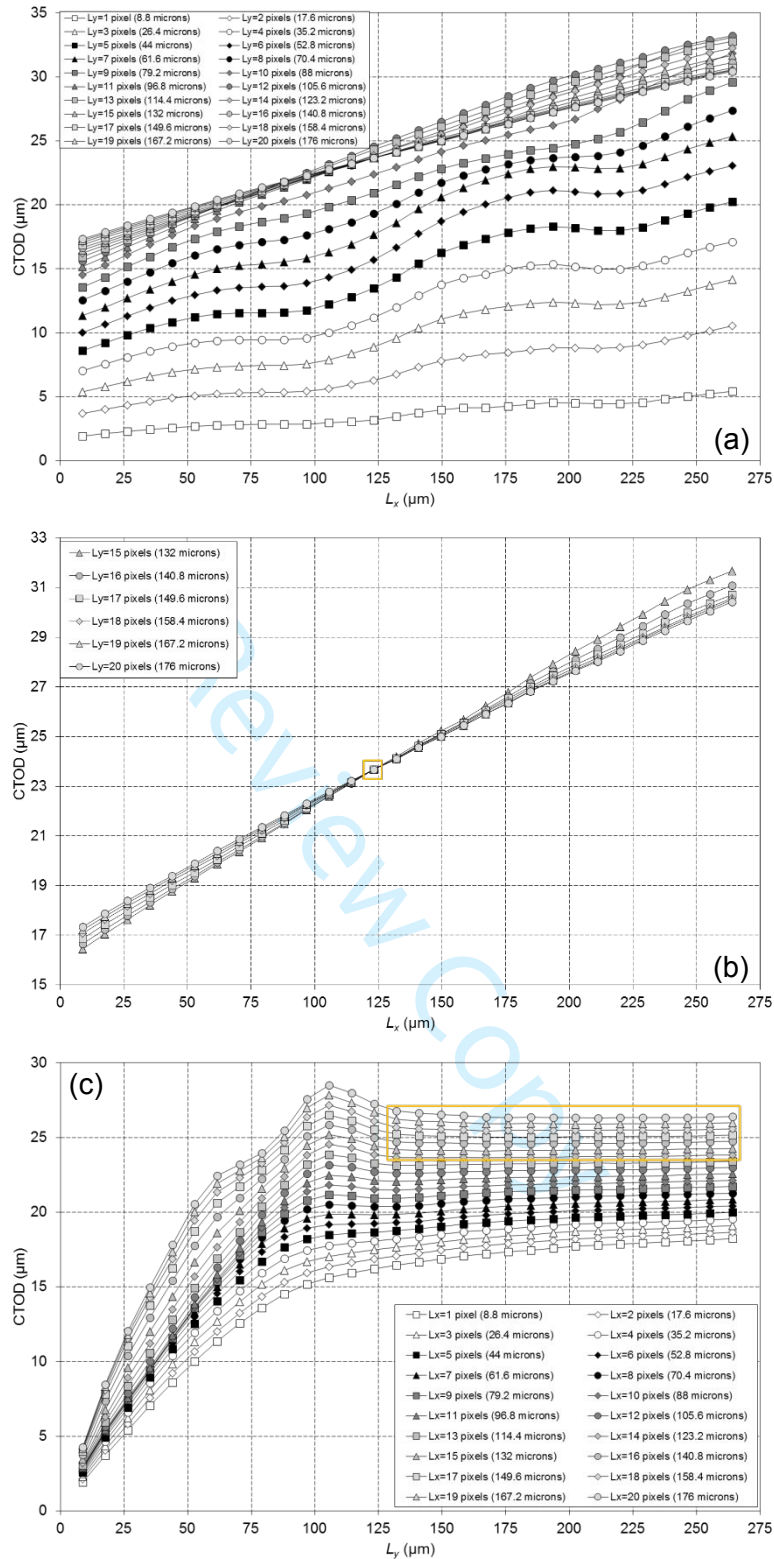 35
30
25
20
15
10
5
0
CTOD (µm)
Ly=1 pixel (8.8 microns)
Ly=2 pixels (17.6 microns)
Ly=3 pixels (26.4 microns)
Ly=4 pixels (35.2 microns)
Ly=5 pixels (44 microns)
Ly=6 pixels (52.8 microns)
Ly=7 pixels (61.6 microns)
Ly=8 pixels (70.4 microns)
Ly=9 pixels (79.2 microns)
Ly=10 pixels (88 microns)
Ly=11 pixels (96.8 microns)
Ly=12 pixels (105.6 microns)
Ly=13 pixels (114.4 microns)
Ly=14 pixels (123.2 microns)
Ly=15 pixels (132 microns)
Ly=16 pixels (140.8 microns)
Ly=17 pixels (149.6 microns)
Ly=18 pixels (158.4 microns)
Ly=19 pixels (167.2 microns)
Ly=20 pixels (176 microns)
(a)
0 25 50 75 100 125 150 175 200 225 250 275
Lx (µm)
33
31
29
27
25
23
21
19
17
15
CTOD (µm)
Ly=15 pixels (132 microns)
Ly=16 pixels (140.8 microns)
Ly=17 pixels (149.6 microns)
Ly=18 pixels (158.4 microns)
Ly=19 pixels (167.2 microns)
Ly=20 pixels (176 microns)
(b)
0 25 50 75 100 125 150 175 200 225 250 275
Lx (µm)
Review Copy
(c)
30
25
20
15
10
5
0
CTOD (µm)
Lx=1 pixel (8.8 microns)
Lx=2 pixels (17.6 microns)
Lx=3 pixels (26.4 microns)
Lx=4 pixels (35.2 microns)
Lx=5 pixels (44 microns)
Lx=6 pixels (52.8 microns)
Lx=7 pixels (61.6 microns)
Lx=8 pixels (70.4 microns)
Lx=9 pixels (79.2 microns)
Lx=10 pixels (88 microns)
Lx=11 pixels (96.8 microns)
Lx=12 pixels (105.6 microns)
Lx=13 pixels (114.4 microns)
Lx=14 pixels (123.2 microns)
Lx=15 pixels (132 microns)
Lx=16 pixels (140.8 microns)
Lx=17 pixels (149.6 microns)
Lx=18 pixels (158.4 microns)
Lx=19 pixels (167.2 microns)
Lx=20 pixels (176 microns)
0 25 50 75 100 125 150 175 200 225 250 275
Ly (µm)